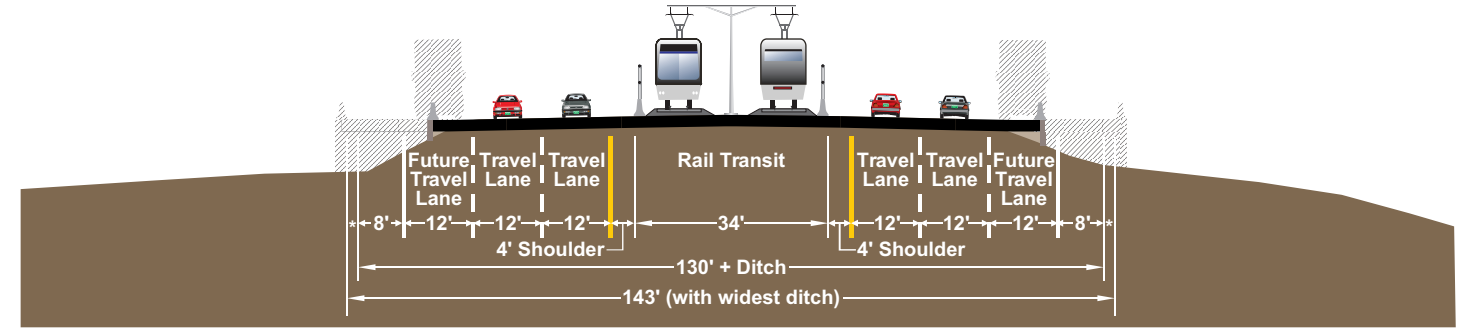 Future Travel Lane
Travel Lane
Travel Lane
Rail Transit
Travel Lane
Travel Lane
Future Travel Lane
* 8' 12' 12' 12' 34' 12' 12' 12' 8' *
4' Shoulder 4' Shoulder
130' + Ditch
143' (with widest ditch)